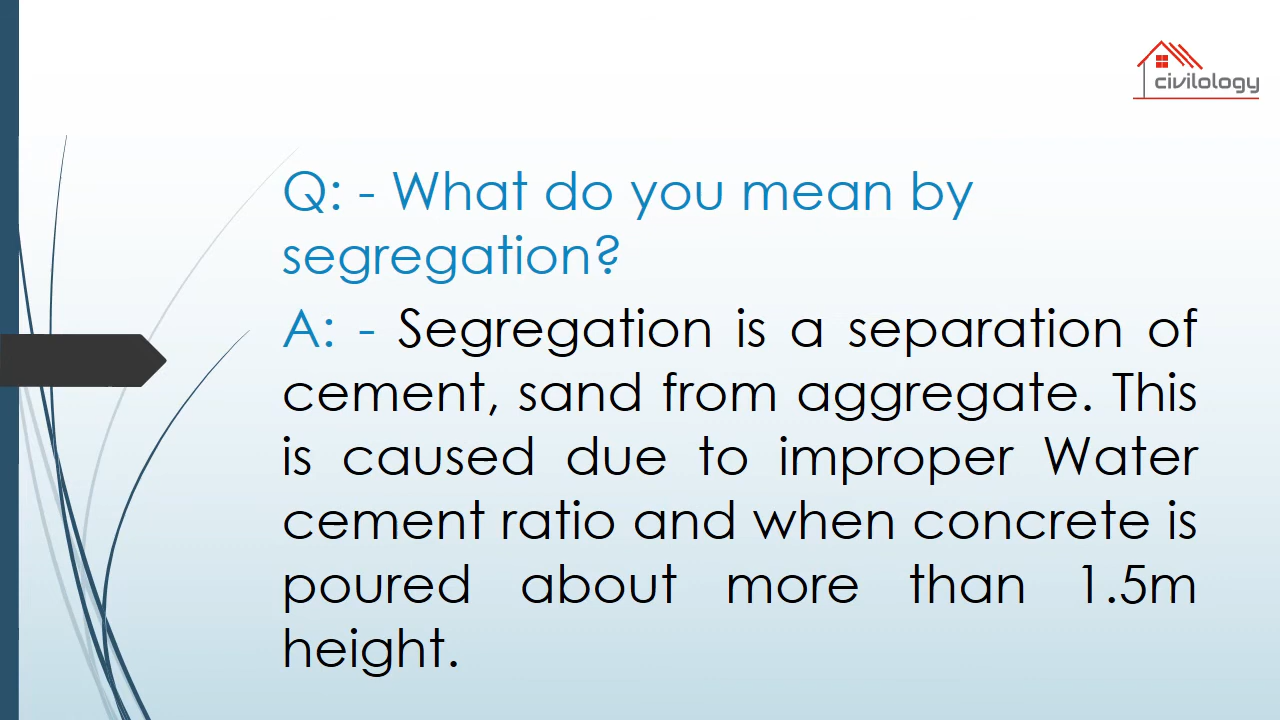 civilology
Q: - What do you mean by
segregation?
A: - Segregation is a separation of
cement, sand from aggregate. This
is caused due to improper Water
cement ratio and when concrete is
poured about more than 1.5m
height.